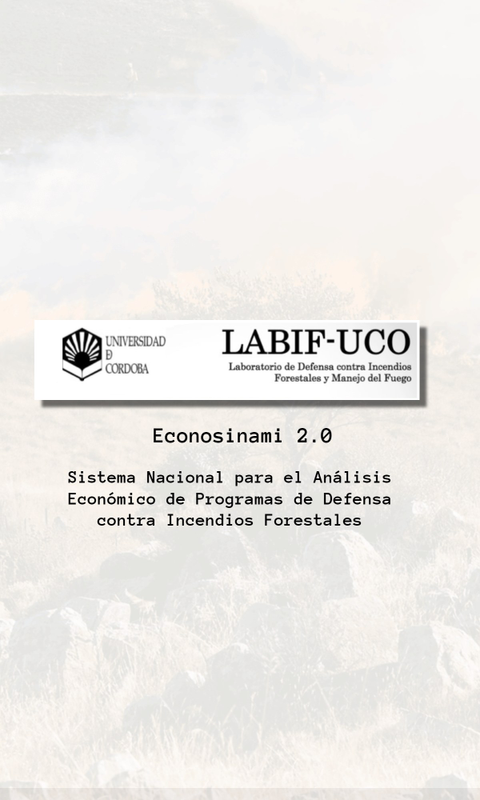 UNIVERSIDAD
Ð
CORDOBA
LABIF-UCO
Laboratorio de Defensa contra Incendios
Forestales y Manejo del Fuego
Econosinami 2.0
Sistema Nacional para el Análisis
Económico de Programas de Defensa
contra Incendios Forestales